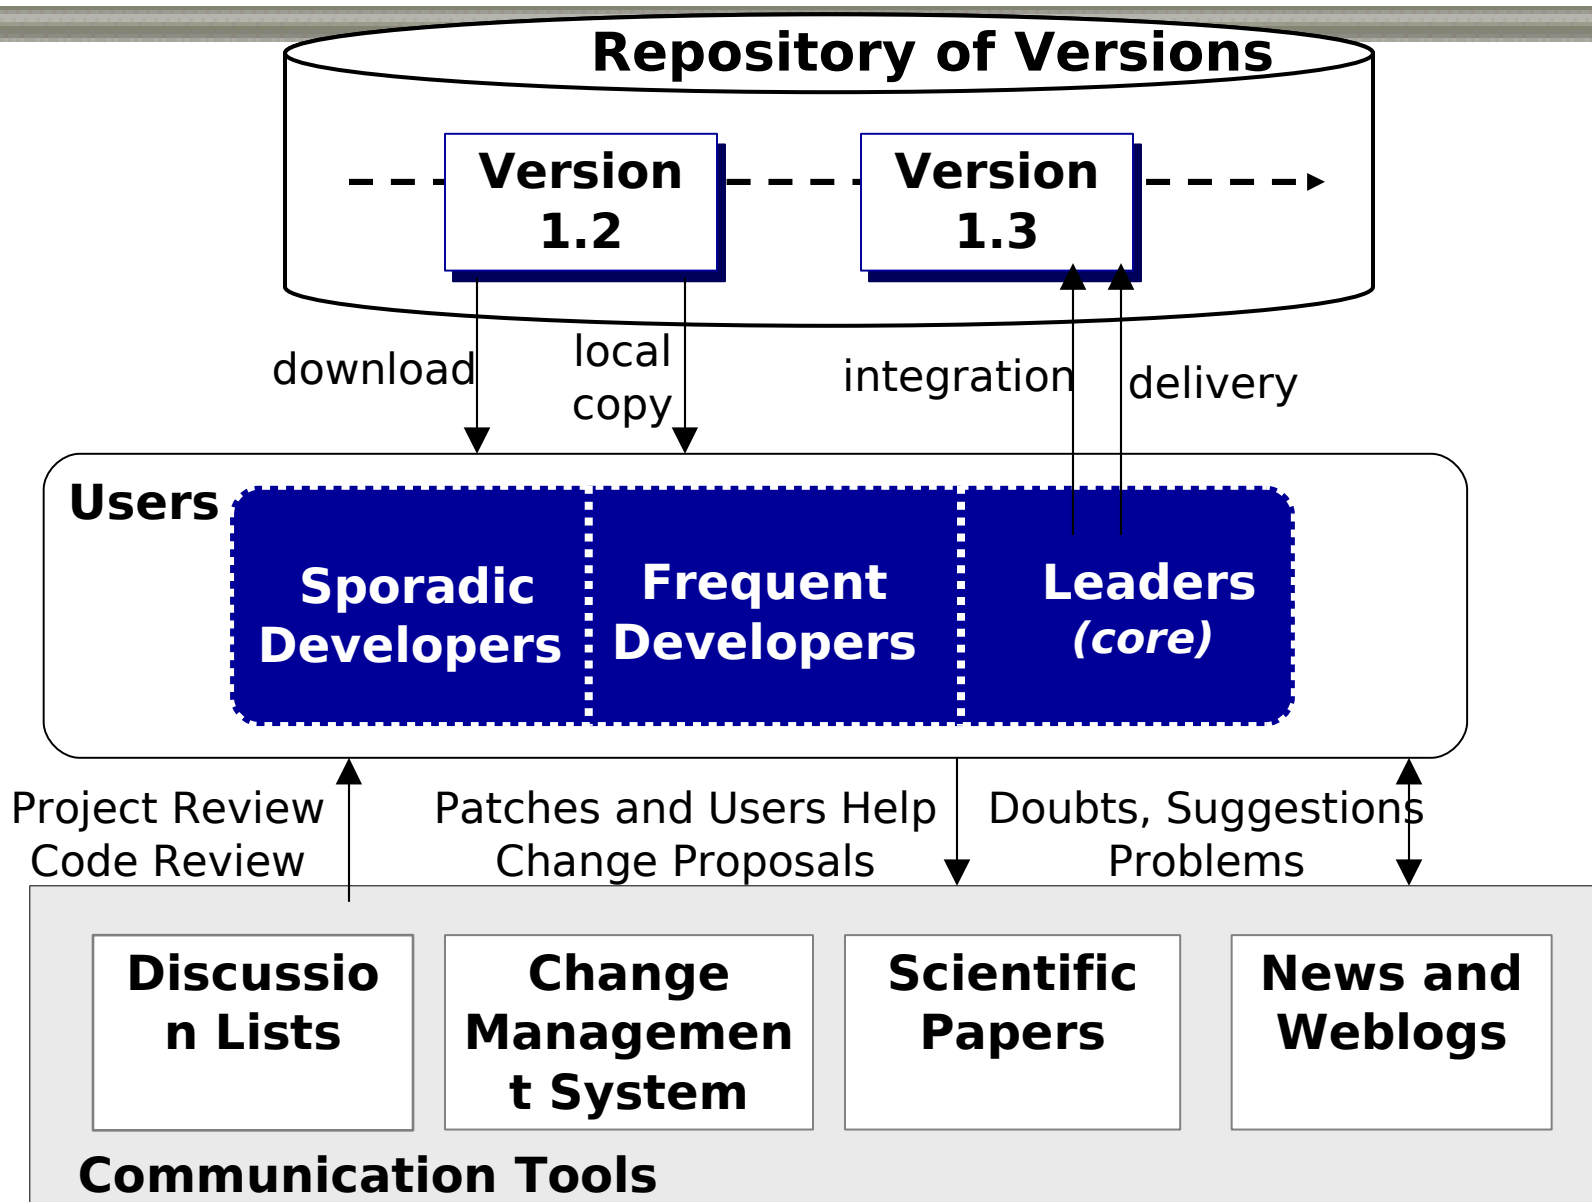 Repository of Versions
Version
1.2
Version
1.3
download
local
copy
integration
delivery
Users
Sporadic
Developers
Frequent
Developers
Leaders
(core)
Project Review
Code Review
Patches and Users Help
Change Proposals
Doubts, Suggestions
Problems
Discussio
n Lists
Change
Managemen
t System
Scientific
Papers
News and
Weblogs
Communication Tools